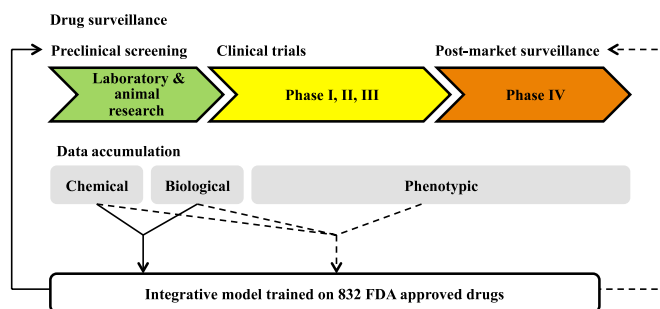 Drug surveillance
Preclinical screening
Clinical trials
Post-market surveillance
Laboratory &
animal
research
Phase I, II, III
Phase IV
Data accumulation
Chemical
Biological
Phenotypic
Integrative model trained on 832 FDA approved drugs